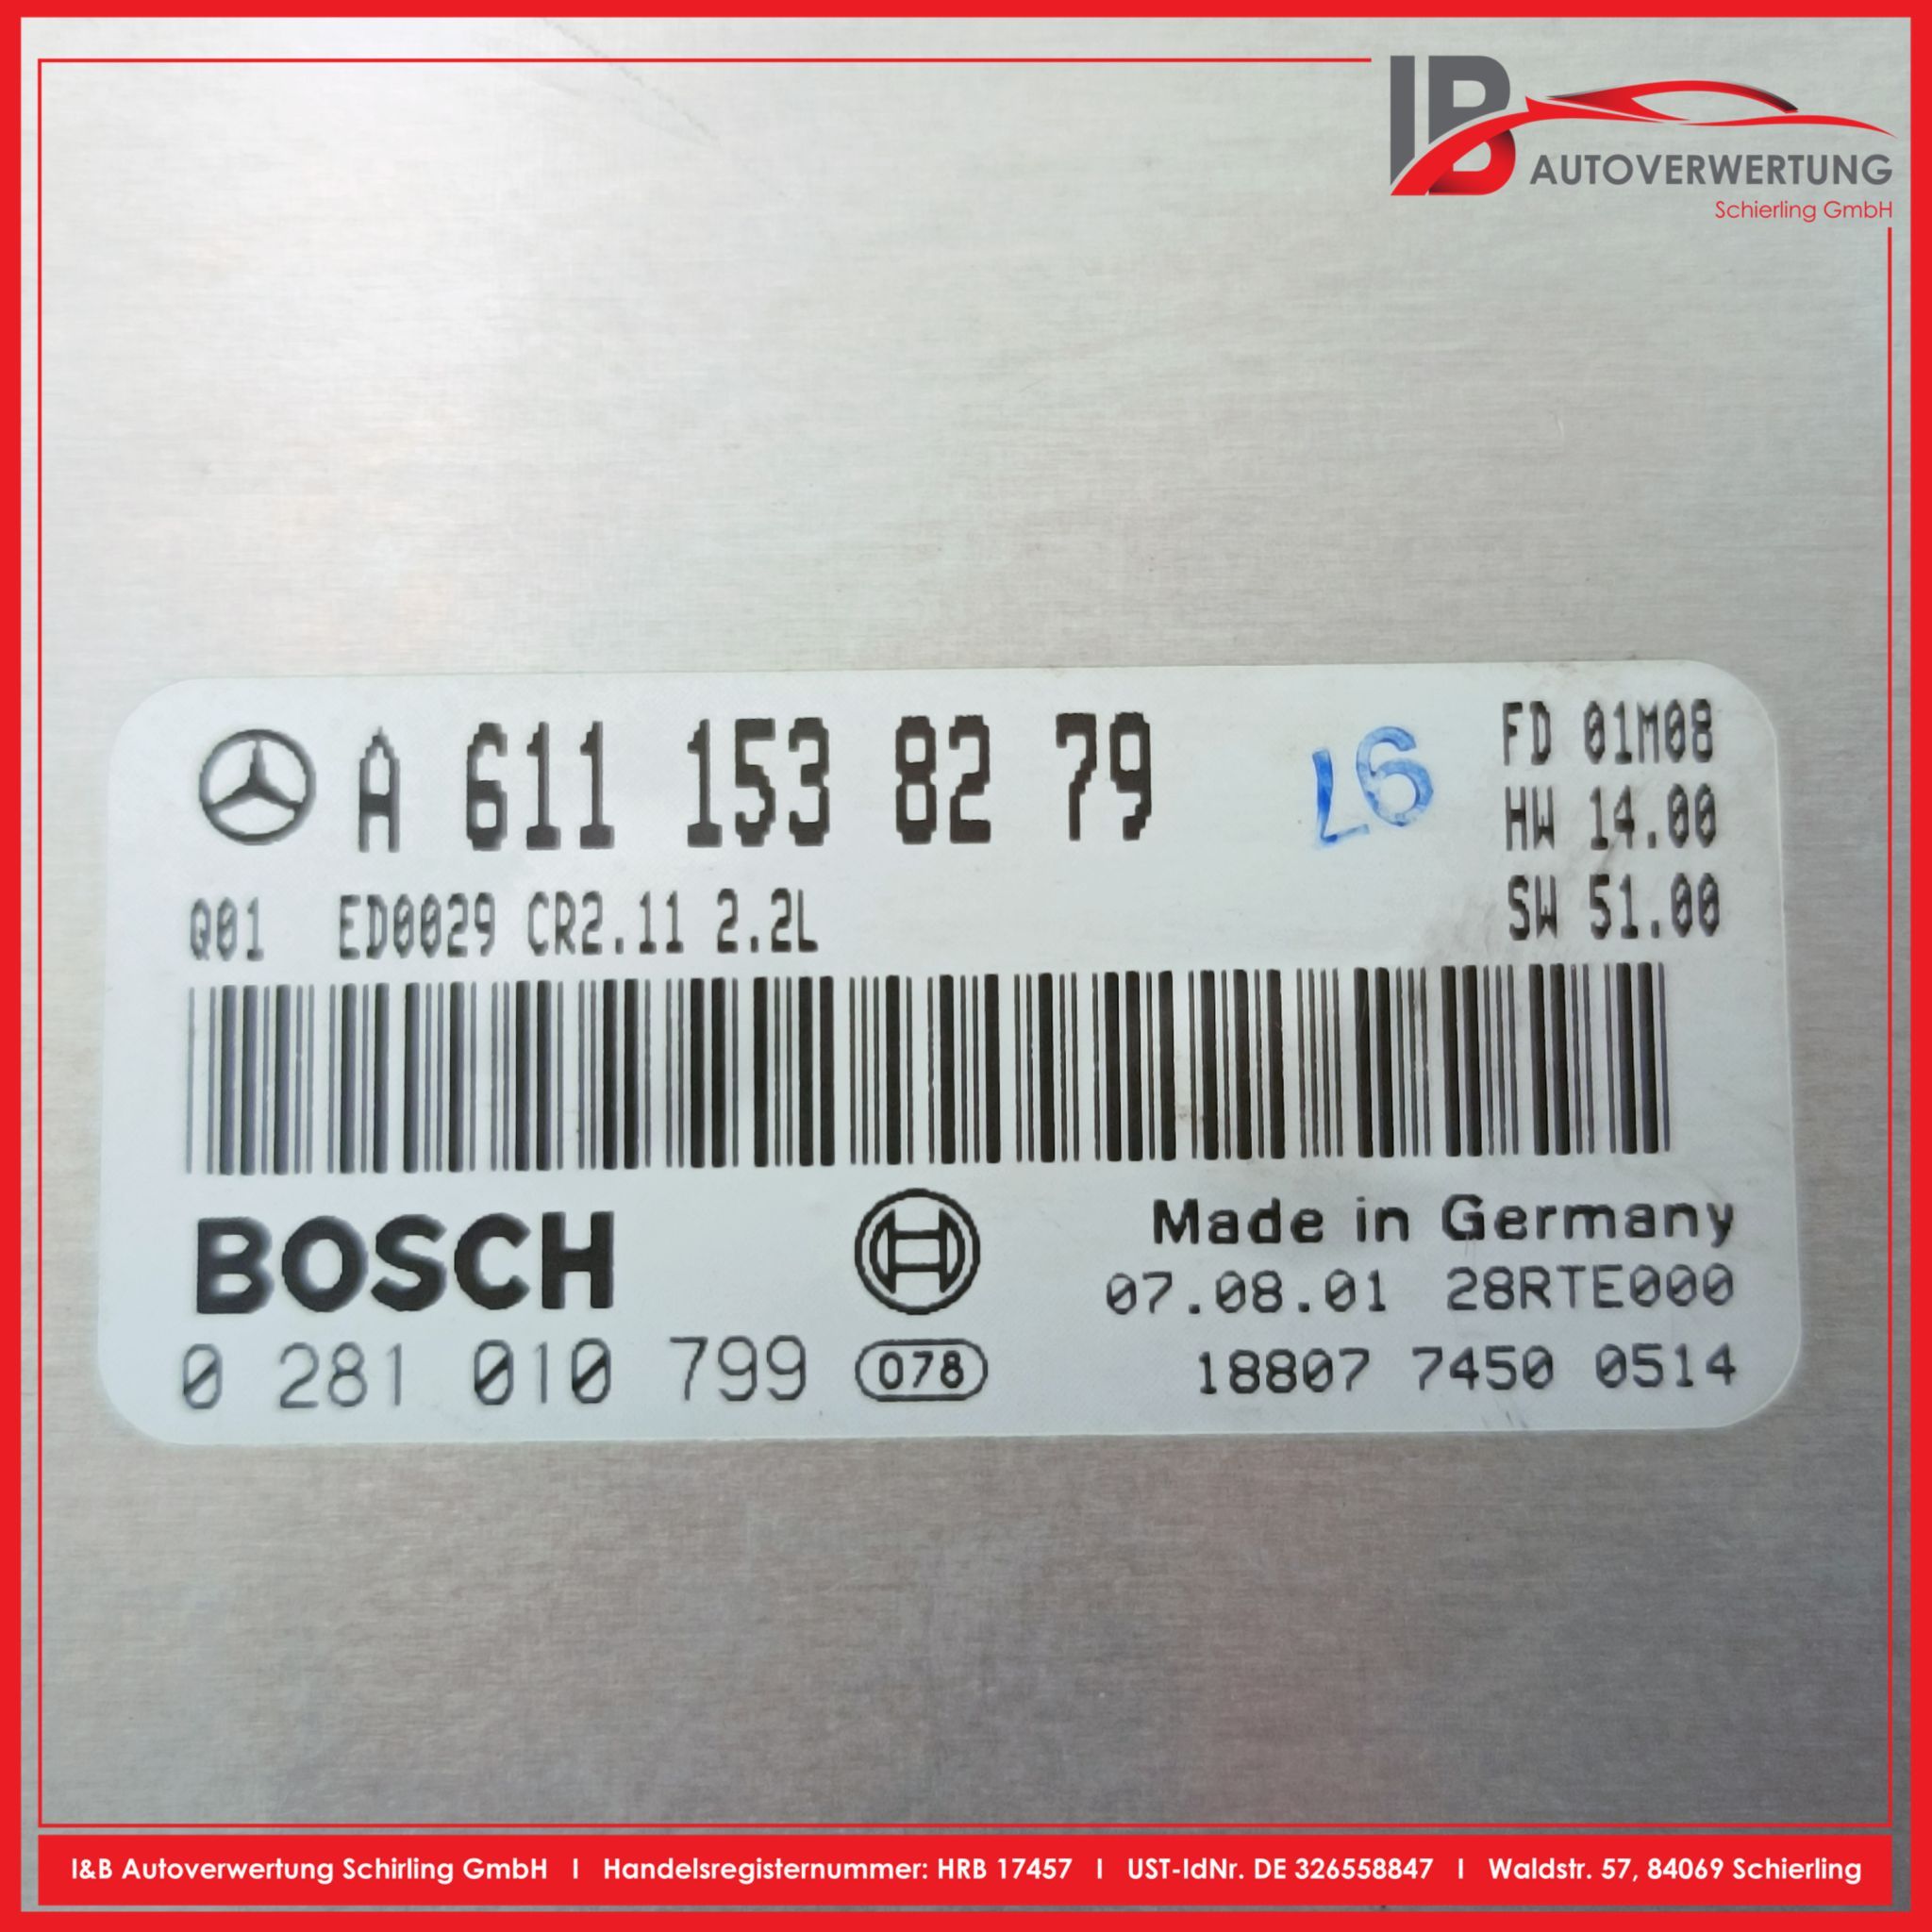 IB AUTOVERWERTUNG
Schierling GmbH
A 611 153 82 79
FD 01M08
HW 14.00
SW 51.00
Q01 ED0029 CR2.11 2.2L
BOSCH
Made in Germany
07.08.01 28RTE000
0 281 010 799 078
18807 7450 0514
I&B Autoverwertung Schirling GmbH I Handelsregisternummer: HRB 17457 I UST-IdNr. DE 326558847 I Waldstr. 57, 84069 Schierling